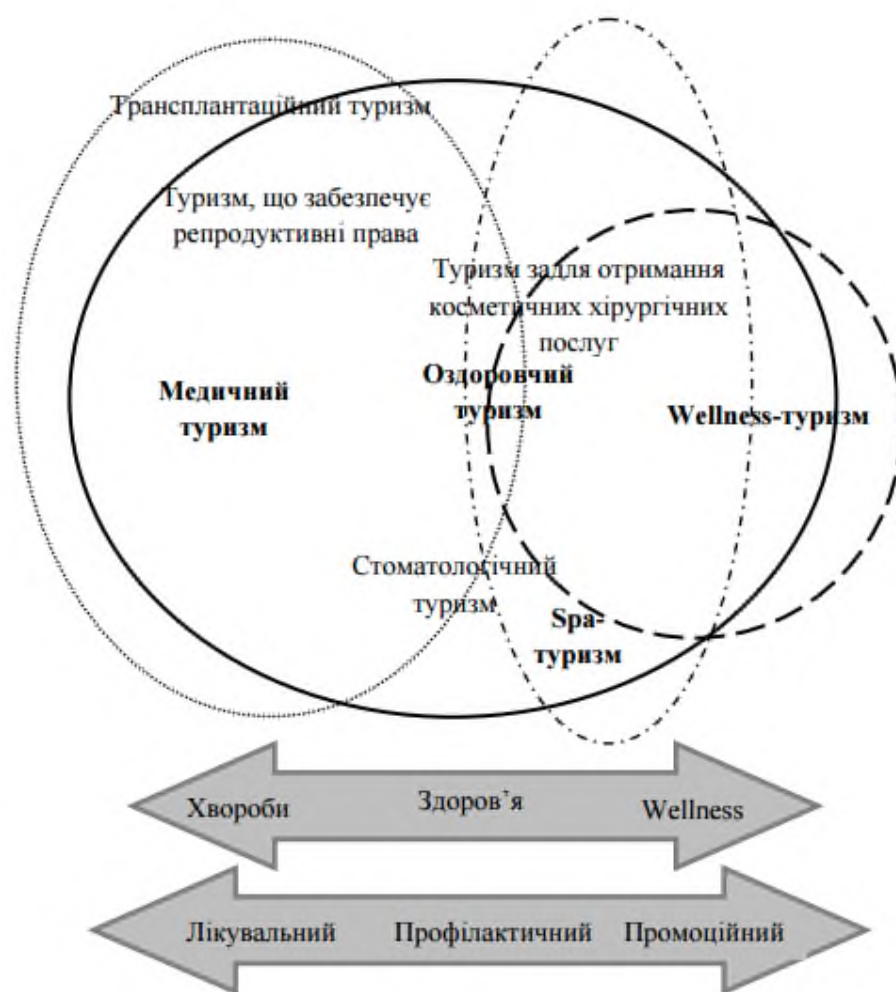 Трансплантаційний туризм
Туризм, що забезпечує
репродуктивні права
Туризм задля отримання
косметичних хірургічних
послуг
Медичний
туризм
Оздоровчий
туризм
Wellness-туризм
Стоматологічний
туризм
Spa-
туризм
Хвороби Здоров’я Wellness
Лікувальний Профілактичний Промоційний